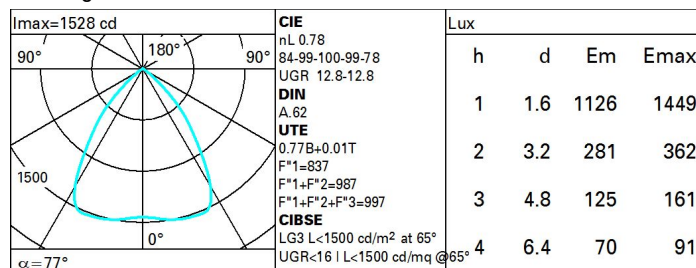 Imax=1528 cd
90°
180°
90°
1500
0°
α=77°
CIE
nL 0.78
84-99-100-99-78
UGR 12.8-12.8
DIN
A.62
UTE
0.77B+0.01T
F"1=837
F"1+F"2=987
F"1+F"2+F"3=997
CIBSE
LG3 L<1500 cd/m² at 65°
UGR<16 | L<1500 cd/mq @65°
Lux
h d Em Emax
1 1.6 1126 1449
2 3.2 281 362
3 4.8 125 161
4 6.4 70 91